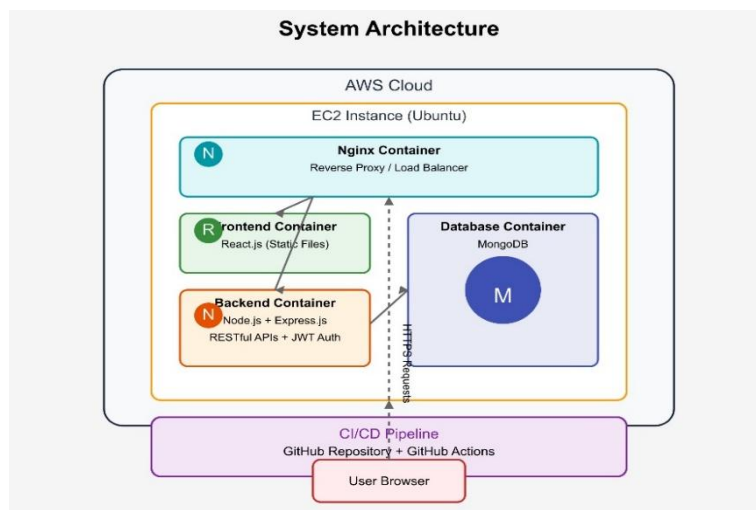 System Architecture
AWS Cloud
EC2 Instance (Ubuntu)
N
Nginx Container
Reverse Proxy / Load Balancer
R
Frontend Container
React.js (Static Files)
Database Container
MongoDB
M
N
Backend Container
Node.js + Express.js
RESTful APIs + JWT Auth
HTTPS Requests
CI/CD Pipeline
GitHub Repository + GitHub Actions
User Browser